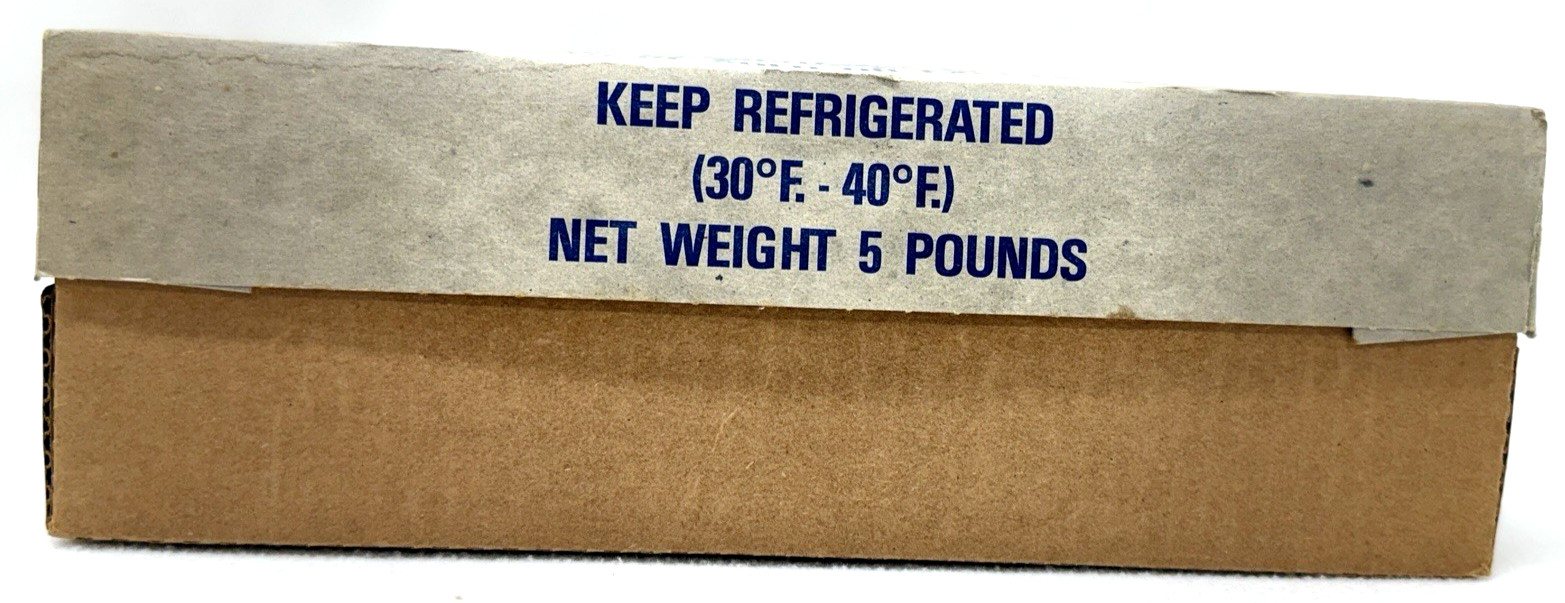 KEEP REFRIGERATED
(30°F. - 40°F.)
NET WEIGHT 5 POUNDS